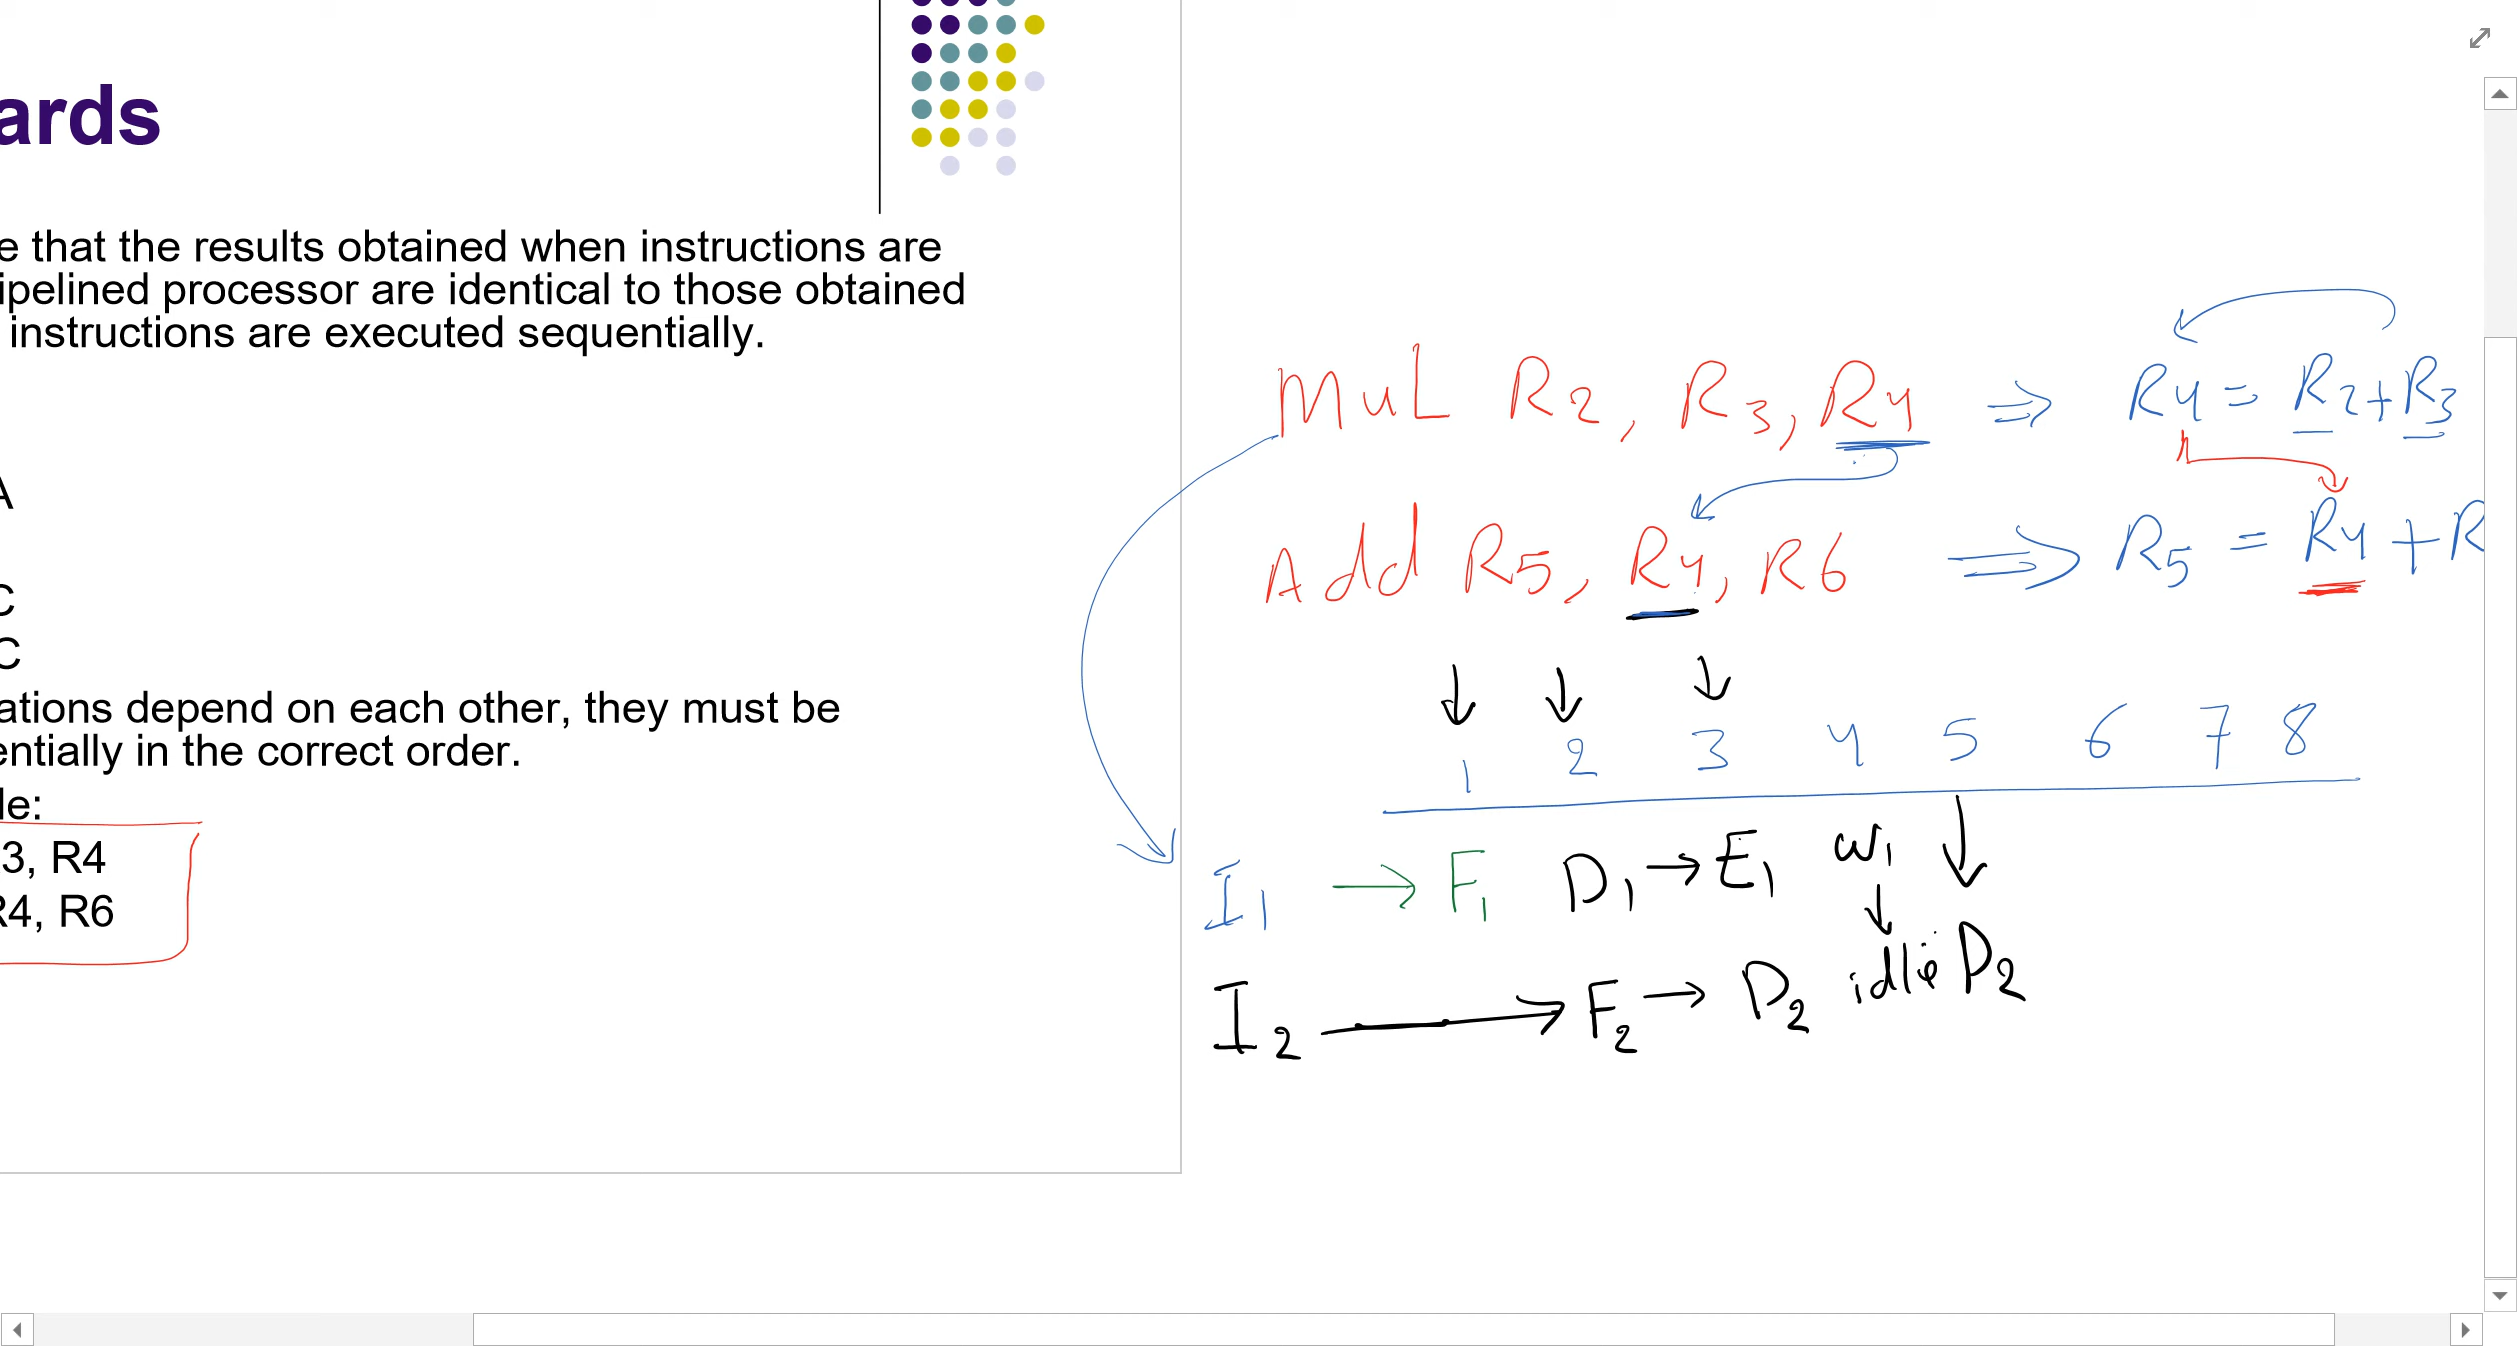 ards
e that the results obtained when instructions are
ipelined processor are identical to those obtained
instructions are executed sequentially.
A
C
C
ations depend on each other, they must be
entially in the correct order.
le:
3, R4
R4, R6
MuL R2, R3, R4 ⇒ R4 = R2 + R3
Add R5, R4, R6 ⇒ R5 = R4 + R
1 2 3 4 5 6 7 8
I1 → F1 D1 → E1 W1
I2 → F2 → D2 idle D2